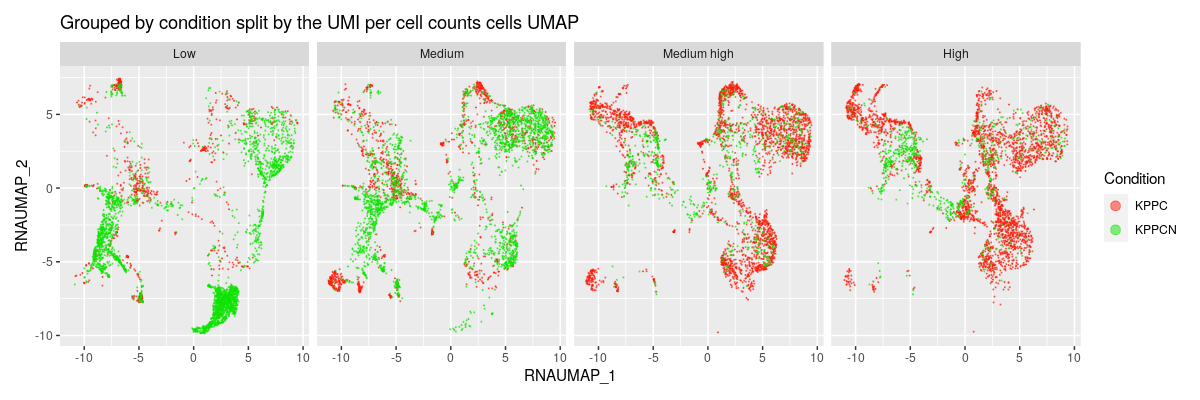 Grouped by condition split by the UMI per cell counts cells UMAP
Low
Medium
Medium high
High
RNAUMAP_2
5
0
-5
-10
-10 -5 0 5 10
-10 -5 0 5 10
-10 -5 0 5 10
-10 -5 0 5 10
RNAUMAP_1
Condition
KPPC
KPPCN